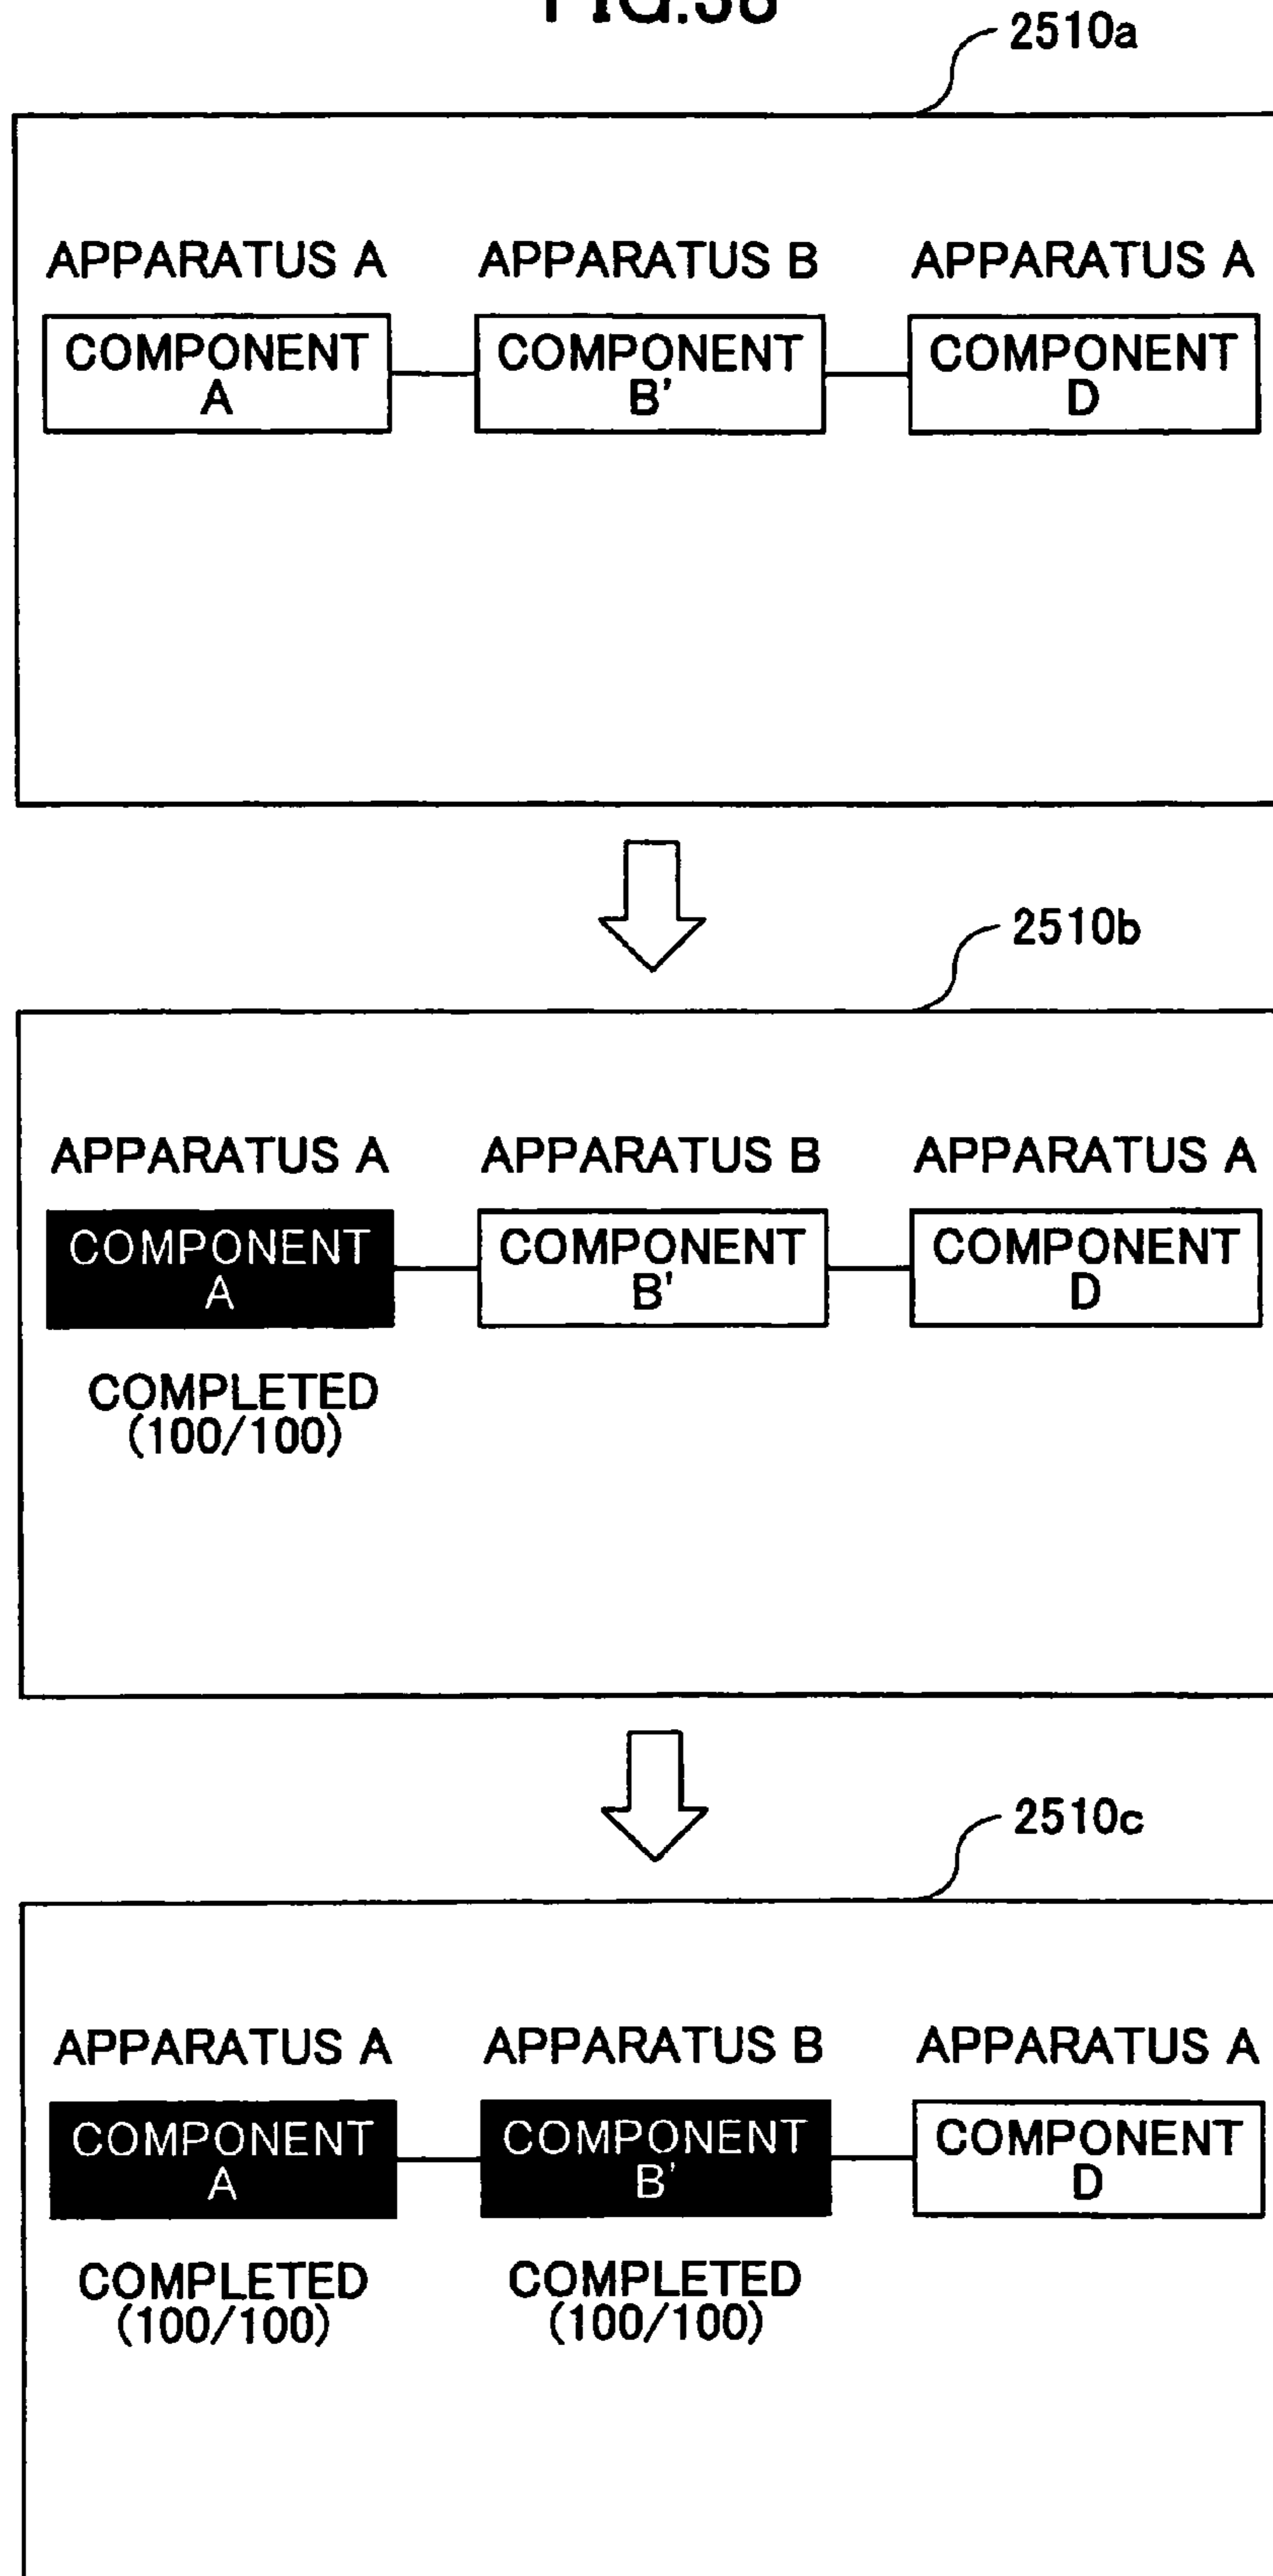 2510a
APPARATUS A APPARATUS B APPARATUS A
COMPONENT A COMPONENT B' COMPONENT D
2510b
APPARATUS A APPARATUS B APPARATUS A
COMPONENT A COMPONENT B' COMPONENT D
COMPLETED
(100/100)
2510c
APPARATUS A APPARATUS B APPARATUS A
COMPONENT A COMPONENT B' COMPONENT D
COMPLETED COMPLETED
(100/100) (100/100)